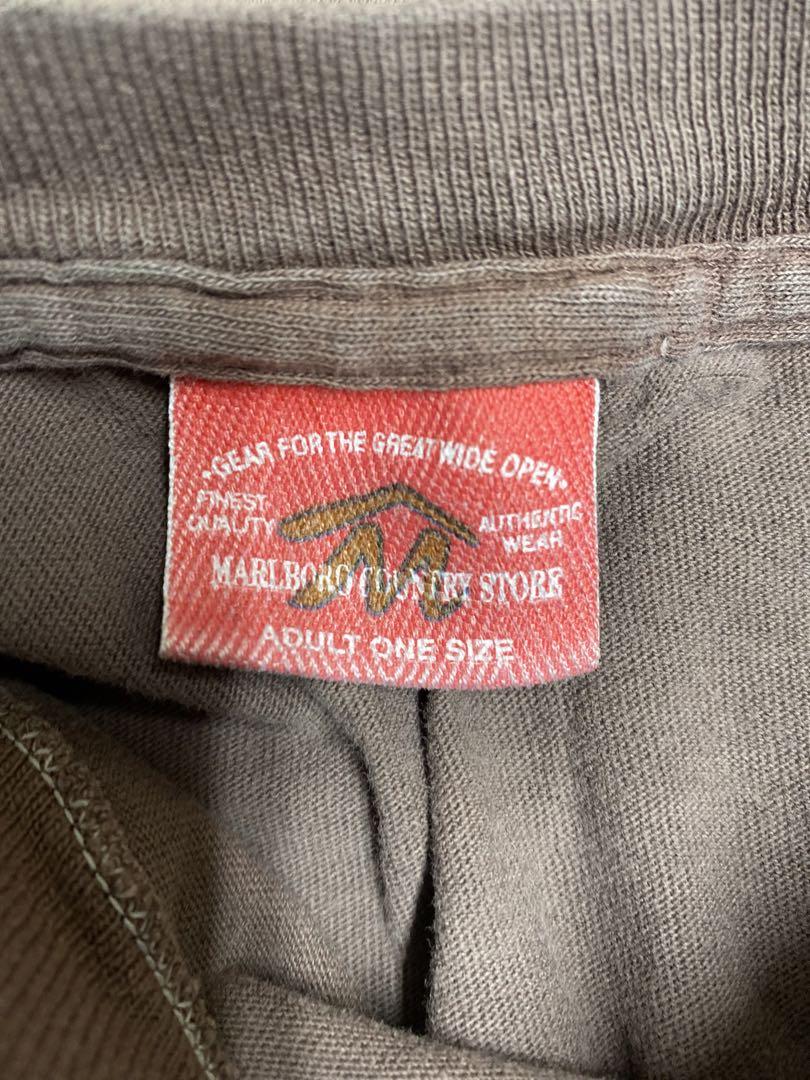 •GEAR FOR THE GREAT WIDE OPEN•
FINEST
QUALITY
AUTHENTIC
WEAR
M
MARLBORO COUNTRY STORE
ADULT ONE SIZE